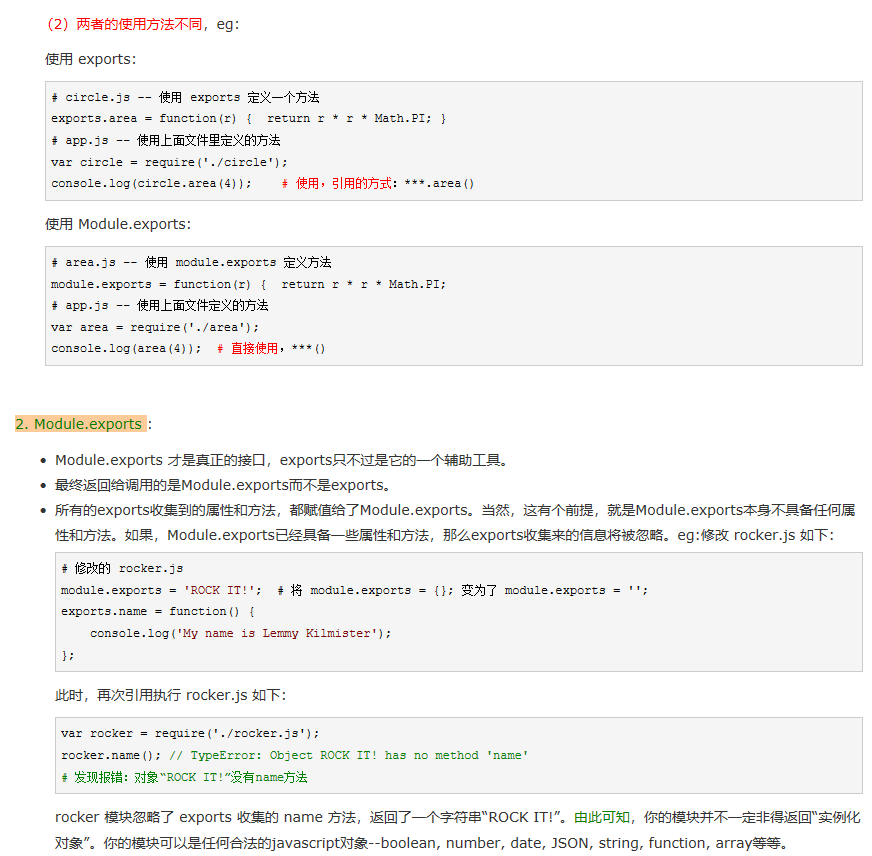 （2）两者的使用方法不同，eg:
使用 exports:
# circle.js -- 使用 exports 定义一个方法
exports.area = function(r) {  return r * r * Math.PI; }
# app.js -- 使用上面文件里定义的方法
var circle = require('./circle');
console.log(circle.area(4));    # 使用，引用的方式: ***.area()
使用 Module.exports:
# area.js -- 使用 module.exports 定义方法
module.exports = function(r) {  return r * r * Math.PI;
# app.js -- 使用上面文件定义的方法
var area = require('./area');
console.log(area(4));  # 直接使用，***()
2. Module.exports :
• Module.exports 才是真正的接口，exports只不过是它的一个辅助工具。
• 最终返回给调用的是Module.exports而不是exports。
• 所有的exports收集到的属性和方法，都赋值给了Module.exports。当然，这有个前提，就是Module.exports本身不具备任何属
性和方法。如果，Module.exports已经具备一些属性和方法，那么exports收集来的信息将被忽略。eg:修改 rocker.js 如下：
# 修改的 rocker.js
module.exports = 'ROCK IT!';  # 将 module.exports = {}; 变为了 module.exports = '';
exports.name = function() {
    console.log('My name is Lemmy Kilmister');
};
此时，再次引用执行 rocker.js 如下：
var rocker = require('./rocker.js');
rocker.name(); // TypeError: Object ROCK IT! has no method 'name'
# 发现报错：对象“ROCK IT!”没有name方法
rocker 模块忽略了 exports 收集的 name 方法，返回了一个字符串“ROCK IT!”。由此可知，你的模块并不一定非得返回“实例化
对象”。你的模块可以是任何合法的javascript对象--boolean, number, date, JSON, string, function, array等等。